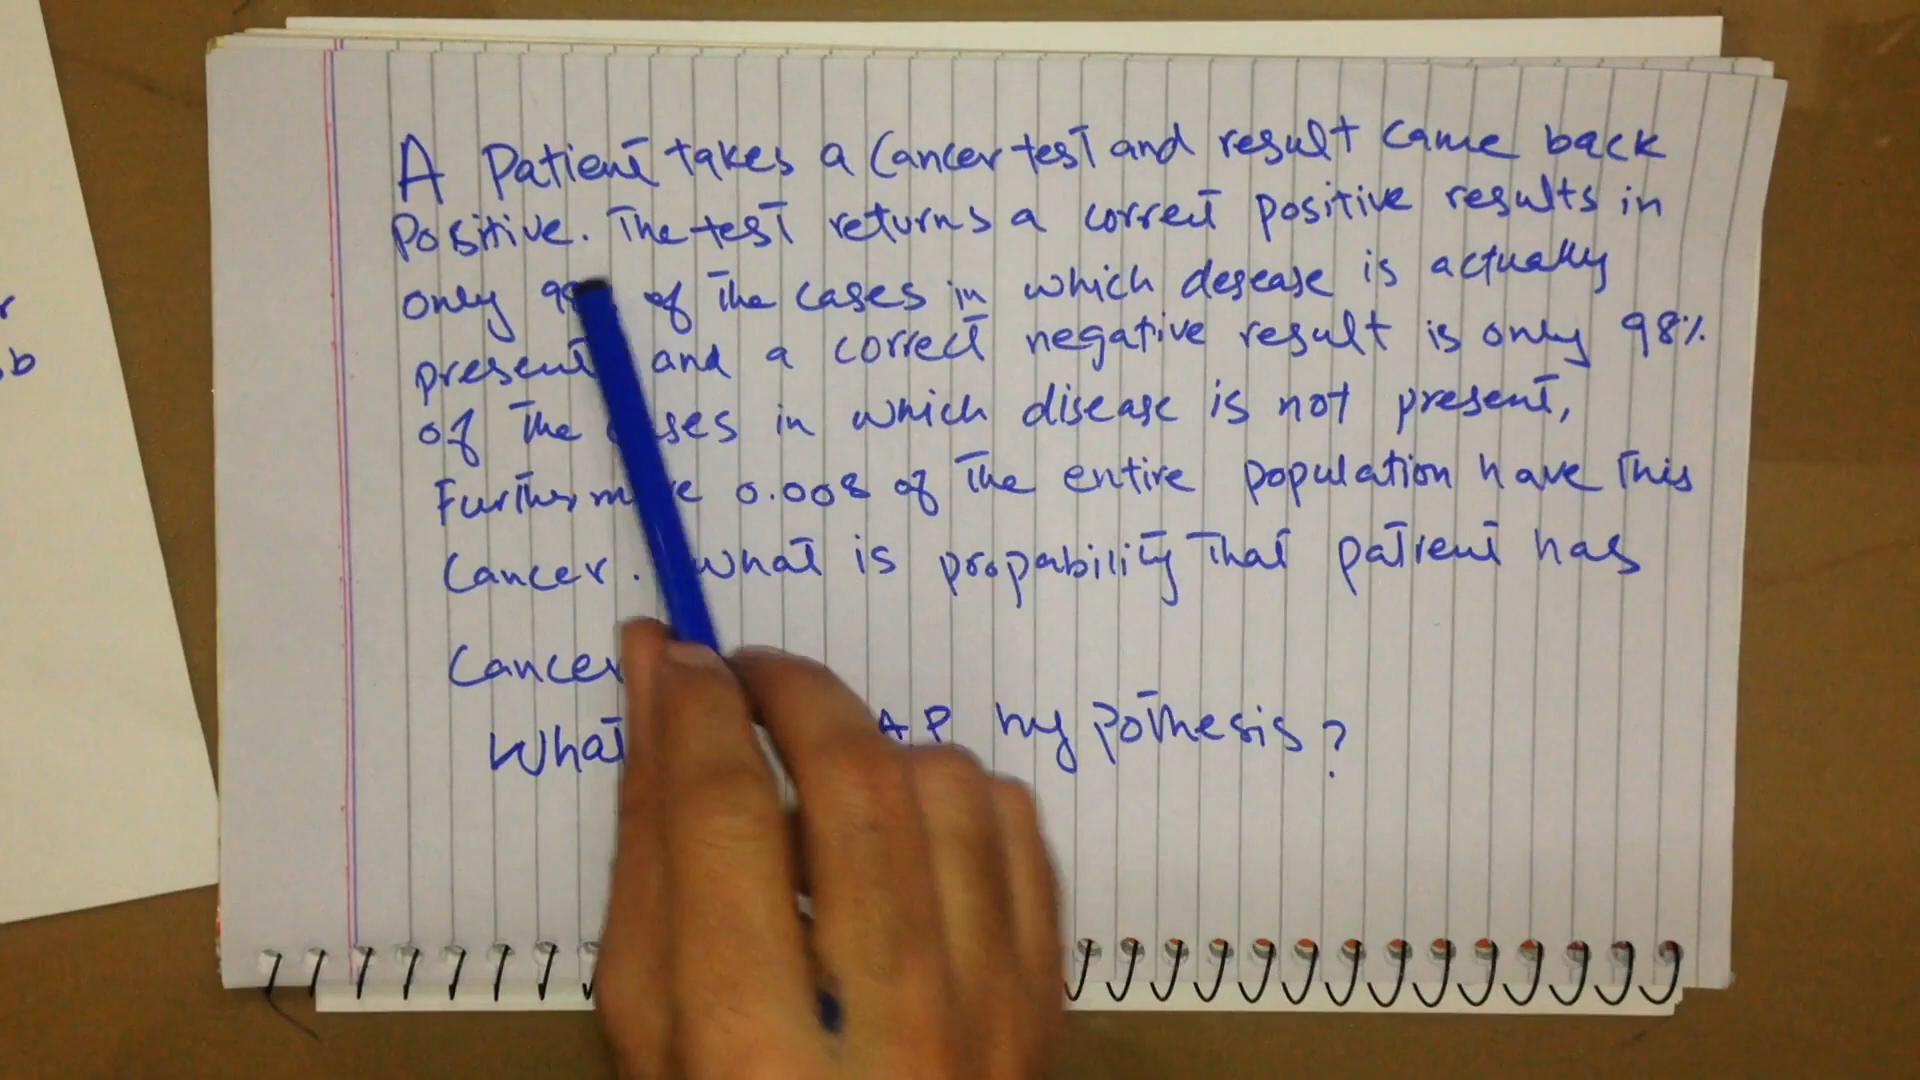 A Patient takes a Cancer test and result came back
Positive. The test returns a correct positive results in
only of the cases in which desease is actually
present and a correct negative result is only 98%
of the in which disease is not present,
0.008 of the entire population have this
Cancer. What is propability that patient has
Cancer
What hypothesis?